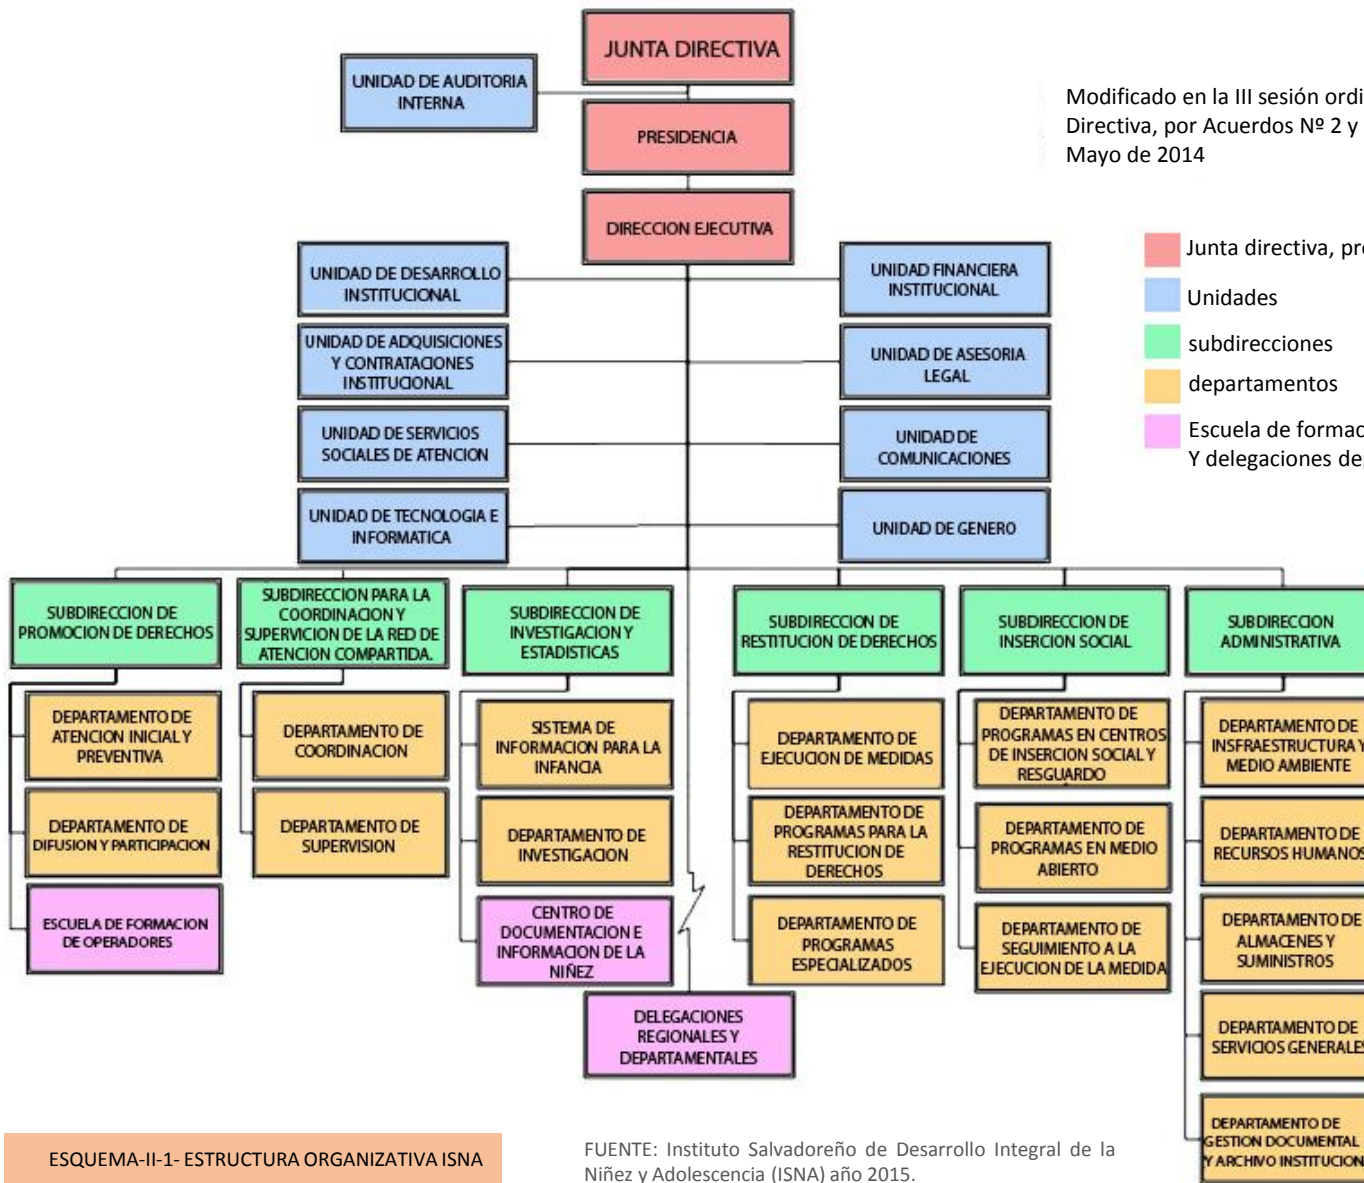 JUNTA DIRECTIVA
UNIDAD DE AUDITORIA
INTERNA
PRESIDENCIA
DIRECCION EJECUTIVA
Modificado en la III sesión ordi
Directiva, por Acuerdos Nº 2 y
Mayo de 2014
Junta directiva, pre
Unidades
subdirecciones
departamentos
Escuela de formac
Y delegaciones de
UNIDAD DE DESARROLLO
INSTITUCIONAL
UNIDAD FINANCIERA
INSTITUCIONAL
UNIDAD DE ADQUISICIONES
Y CONTRATACIONES
INSTITUCIONAL
UNIDAD DE ASESORIA
LEGAL
UNIDAD DE SERVICIOS
SOCIALES DE ATENCION
UNIDAD DE
COMUNICACIONES
UNIDAD DE TECNOLOGIA E
INFORMATICA
UNIDAD DE GENERO
SUBDIRECCION DE
PROMOCION DE DERECHOS
SUBDIRECCION PARA LA
COORDINACION Y
SUPERVICION DE LA RED DE
ATENCION COMPARTIDA.
SUBDIRECCION DE
INVESTIGACION Y
ESTADISTICAS
SUBDIRECCION DE
RESTITUCION DE DERECHOS
SUBDIRECCION DE
INSERCION SOCIAL
SUBDIRECCION
ADMINISTRATIVA
DEPARTAMENTO DE
ATENCION INICIAL Y
PREVENTIVA
DEPARTAMENTO DE
COORDINACION
SISTEMA DE
INFORMACION PARA LA
INFANCIA
DEPARTAMENTO DE
EJECUCION DE MEDIDAS
DEPARTAMENTO DE
PROGRAMAS EN CENTROS
DE INSERCION SOCIAL Y
RESGUARDO
DEPARTAMENTO DE
INSFRAESTRUCTURA Y
MEDIO AMBIENTE
DEPARTAMENTO DE
DIFUSION Y PARTICIPACION
DEPARTAMENTO DE
SUPERVISION
DEPARTAMENTO DE
INVESTIGACION
DEPARTAMENTO DE
PROGRAMAS PARA LA
RESTITUCION DE
DERECHOS
DEPARTAMENTO DE
PROGRAMAS EN MEDIO
ABIERTO
DEPARTAMENTO DE
RECURSOS HUMANOS
ESCUELA DE FORMACION
DE OPERADORES
CENTRO DE
DOCUMENTACION E
INFORMACION DE LA
NIÑEZ
DEPARTAMENTO DE
PROGRAMAS
ESPECIALIZADOS
DEPARTAMENTO DE
SEGUIMIENTO A LA
EJECUCION DE LA MEDIDA
DEPARTAMENTO DE
ALMACENES Y
SUMINISTROS
DELEGACIONES
REGIONALES Y
DEPARTAMENTALES
DEPARTAMENTO DE
SERVICIOS GENERALES
DEPARTAMENTO DE
GESTION DOCUMENTAL
Y ARCHIVO INSTITUCION
ESQUEMA-II-1- ESTRUCTURA ORGANIZATIVA ISNA
FUENTE: Instituto Salvadoreño de Desarrollo Integral de la
Niñez y Adolescencia (ISNA) año 2015.